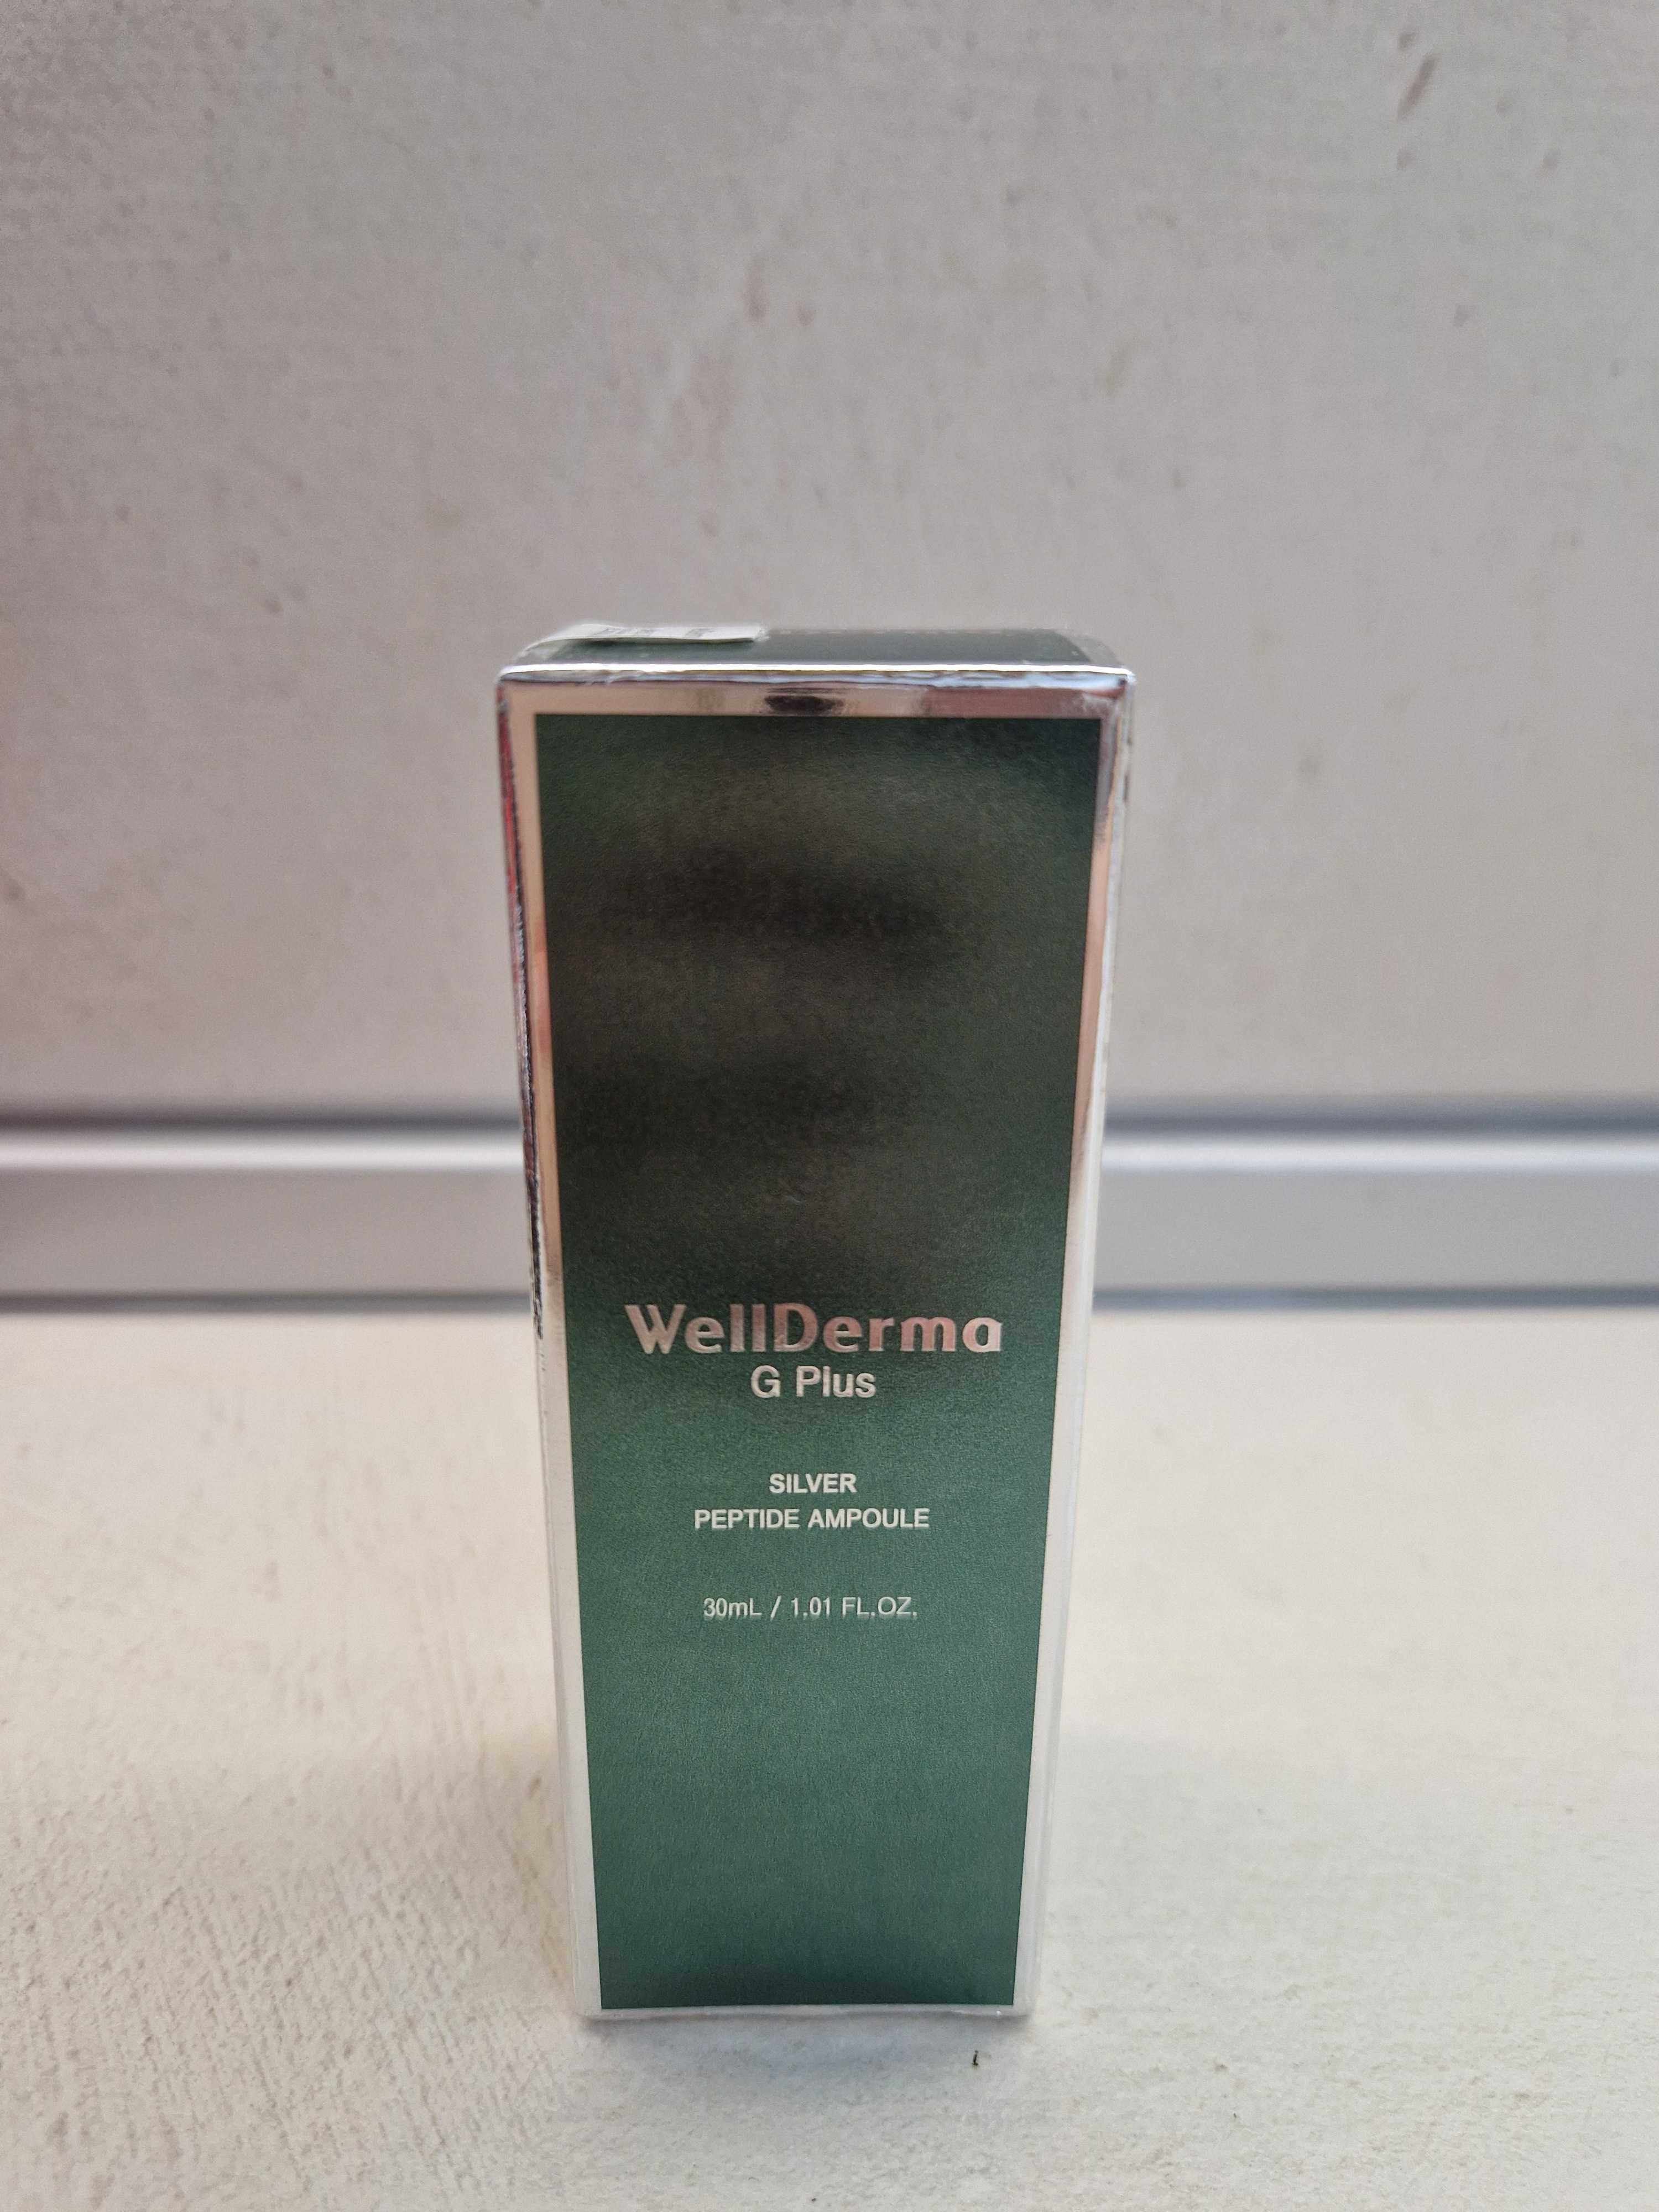 WellDerma
G Plus
SILVER
PEPTIDE AMPOULE
30mL / 1.01 FL.OZ.